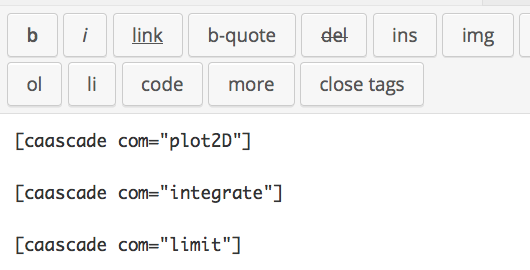 b i link b-quote del ins img
ol li code more close tags
[caascade com="plot2D"]
[caascade com="integrate"]
[caascade com="limit"]